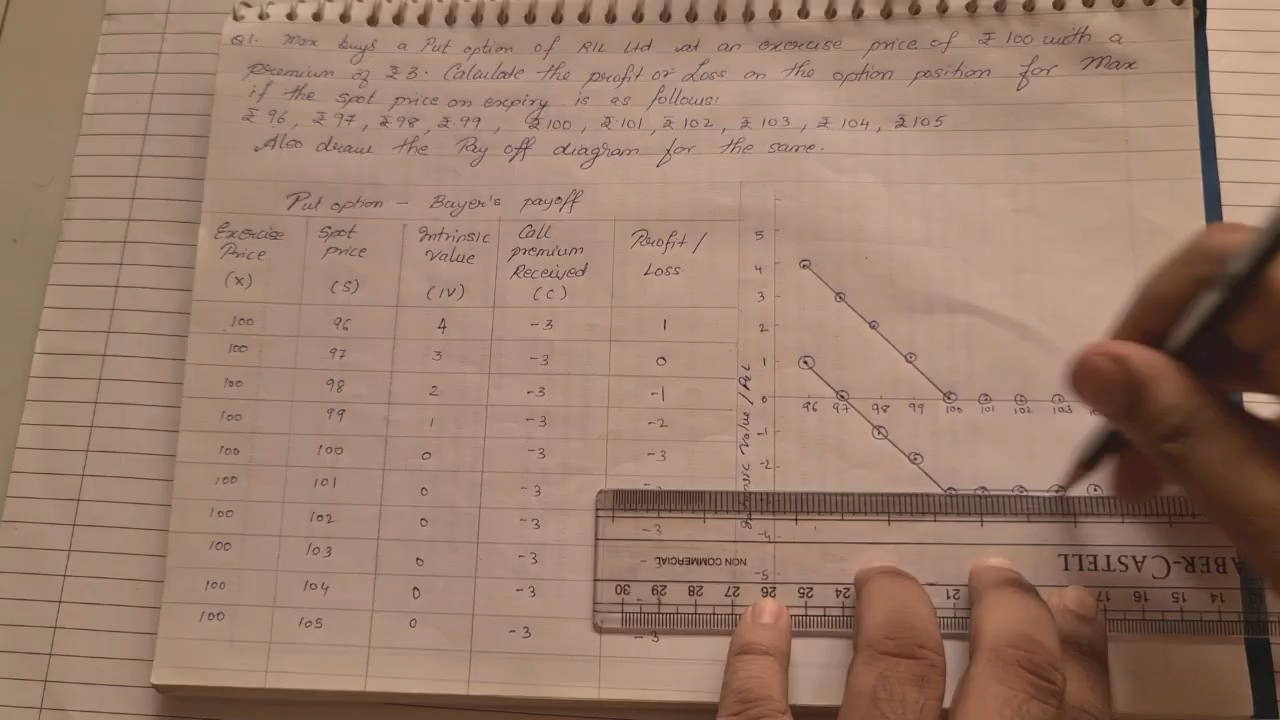 Q1. Max buys a Put option of RIL Ltd at an exercise price of ₹ 100 with a
premium of ₹ 3. Calculate the profit or Loss on the option position for Max
if the spot price on expiry is as follows:
₹ 96, ₹ 97, ₹ 98, ₹ 99, ₹ 100, ₹ 101, ₹ 102, ₹ 103, ₹ 104, ₹ 105
Also draw the Pay off diagram for the same.
Put option - Buyer's payoff
Exercise Price (X) Spot price (S) Intrinsic value (IV) Call premium Received (C) Profit / Loss
100 96 4 -3 1
100 97 3 -3 0
100 98 2 -3 -1
100 99 1 -3 -2
100 100 0 -3 -3
100 101 0 -3
100 102 0 -3 -3
100 103 0 -3
100 104 0 -3
100 105 0 -3 -3
5
4
3
2
1
0
96 97 98 99 100 101 102 103
-1
-2
-4
-5
Value / P&L
NON COMMERCIAL
ABER-CASTELL
30 29 28 27 26 25 24 21 17 16 15 14